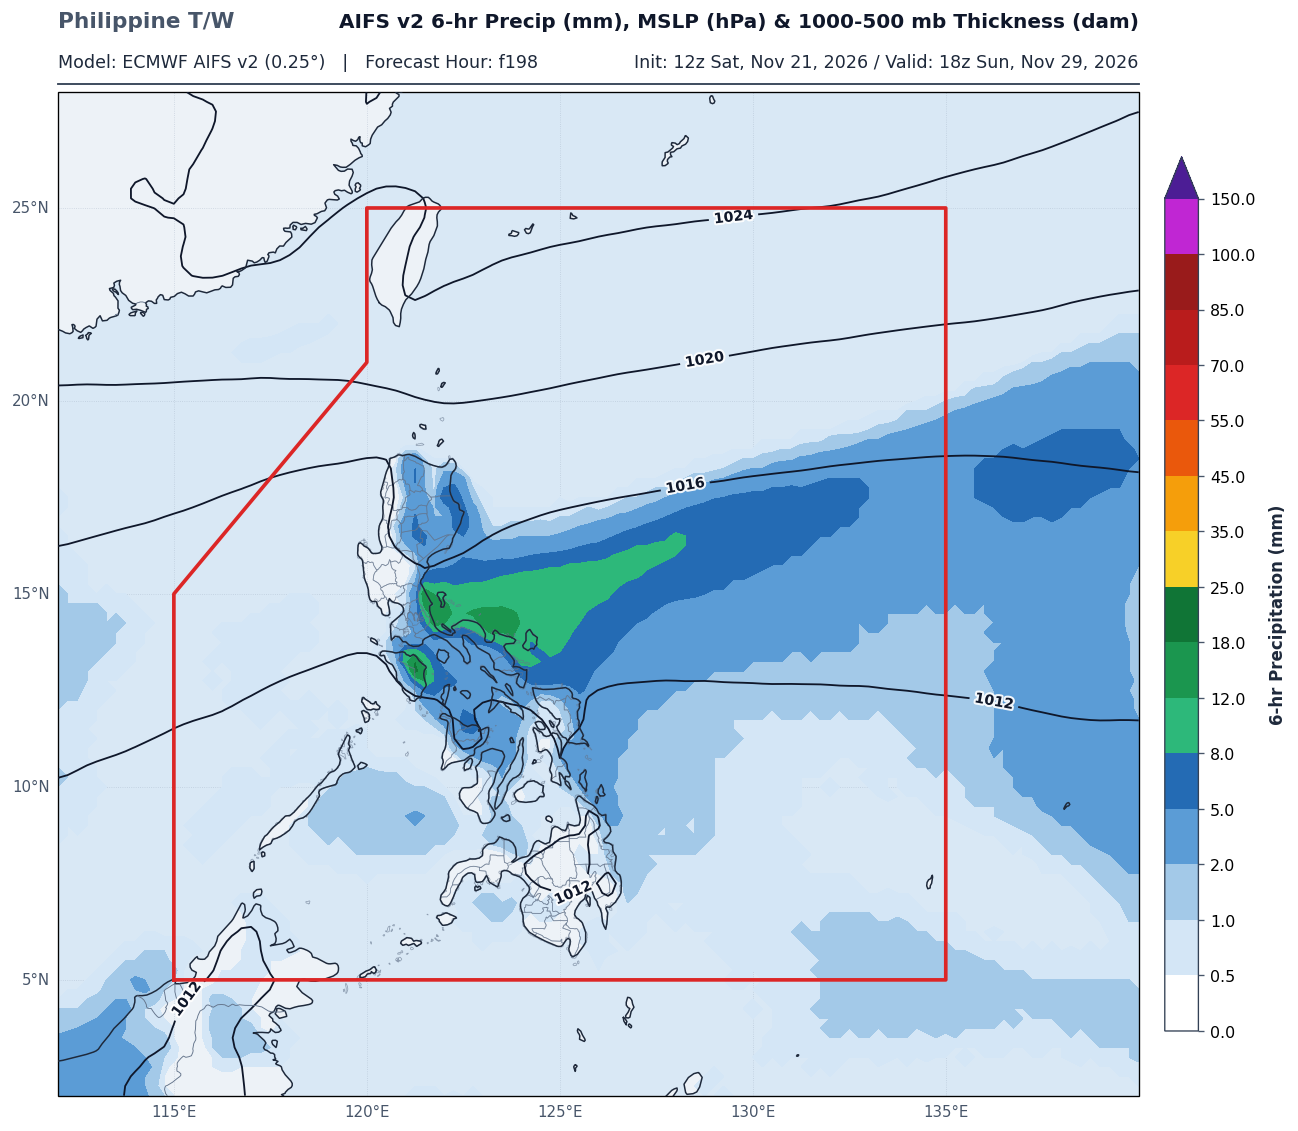 Philippine T/W
AIFS v2 6-hr Precip (mm), MSLP (hPa) & 1000-500 mb Thickness (dam)
Model: ECMWF AIFS v2 (0.25°) | Forecast Hour: f198
Init: 12z Sat, Nov 21, 2026 / Valid: 18z Sun, Nov 29, 2026
25°N
20°N
15°N
10°N
5°N
115°E
120°E
125°E
130°E
135°E
1024
1020
1016
1012
1012
1012
150.0
100.0
85.0
70.0
55.0
45.0
35.0
25.0
18.0
12.0
8.0
5.0
2.0
1.0
0.5
0.0
6-hr Precipitation (mm)